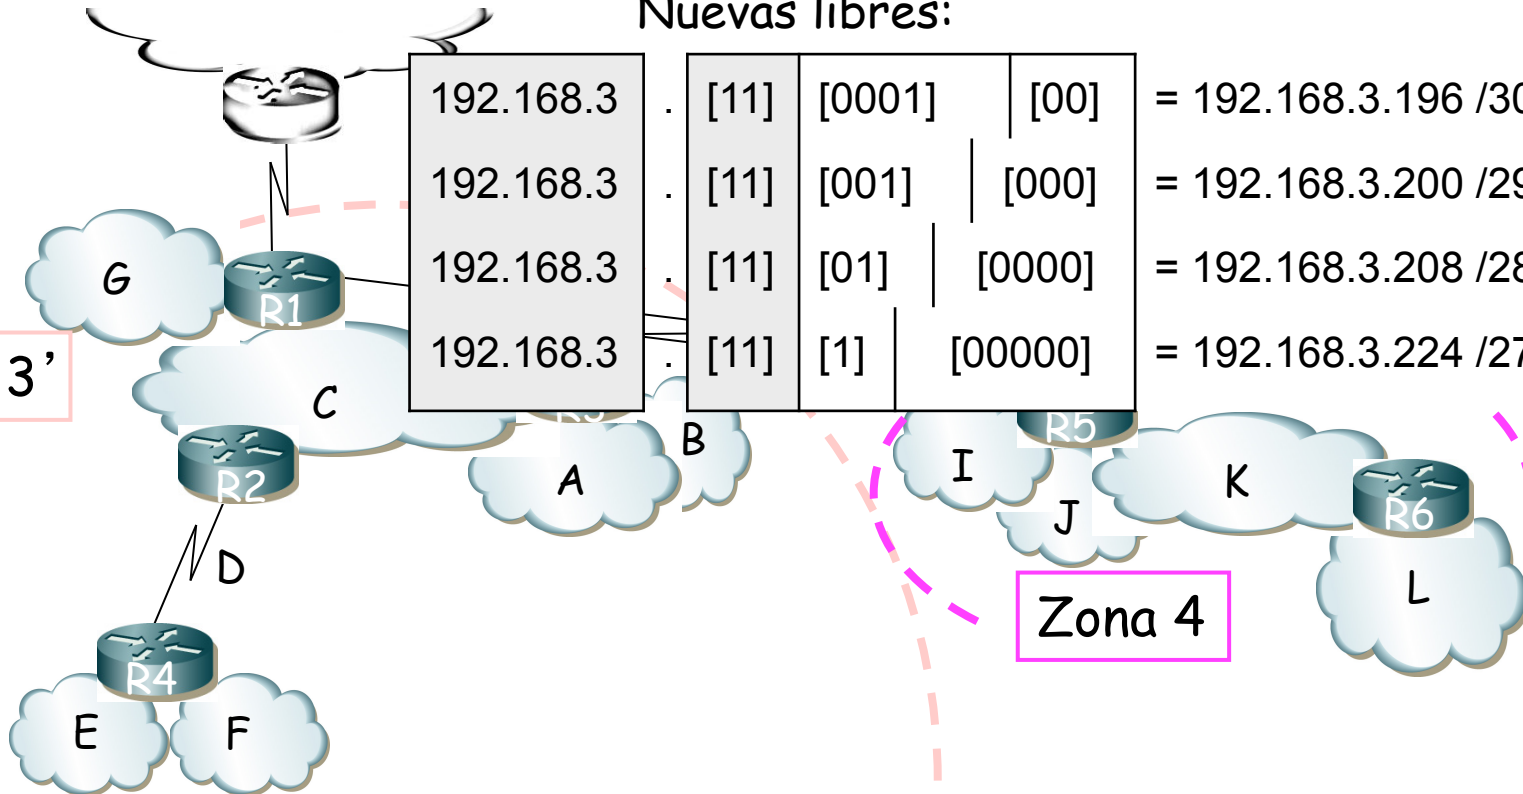 Nuevas libres:
192.168.3 . [11] [0001] [00] = 192.168.3.196 /30
192.168.3 . [11] [001] [000] = 192.168.3.200 /29
192.168.3 . [11] [01] [0000] = 192.168.3.208 /28
192.168.3 . [11] [1] [00000] = 192.168.3.224 /27
G
R1
3’
C
R3
B
R5
I
K
A
R2
R6
J
D
L
Zona 4
R4
E
F